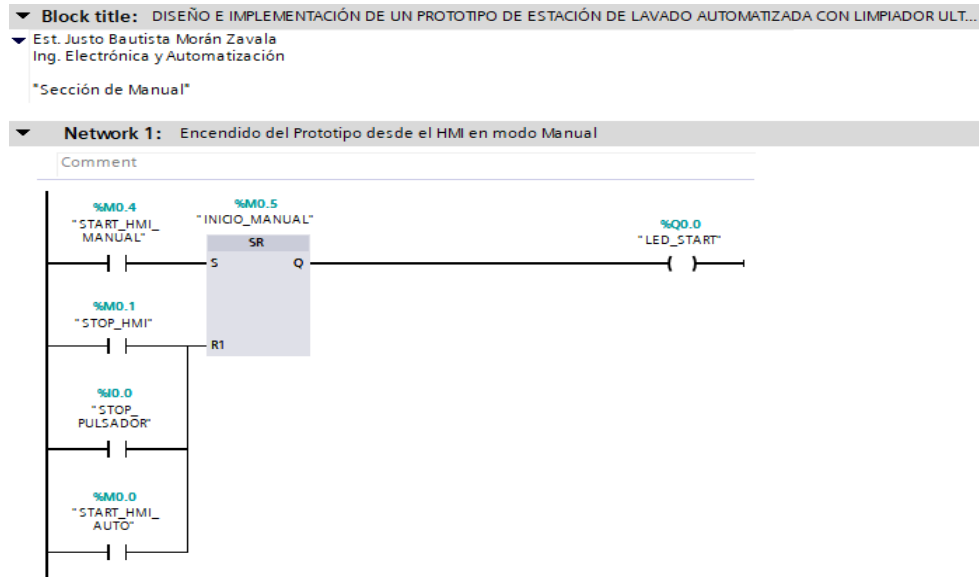 Block title: DISEÑO E IMPLEMENTACIÓN DE UN PROTOTIPO DE ESTACIÓN DE LAVADO AUTOMATIZADA CON LIMPIADOR ULT...
Est. Justo Bautista Morán Zavala
Ing. Electrónica y Automatización
"Sección de Manual"
Network 1: Encendido del Prototipo desde el HMI en modo Manual
Comment
%M0.4
"START_HMI_
MANUAL"
%M0.5
"INICIO_MANUAL"
SR
S
Q
%Q0.0
"LED_START"
%M0.1
"STOP_HMI"
R1
%I0.0
"STOP_
PULSADOR"
%M0.0
"START_HMI_
AUTO"